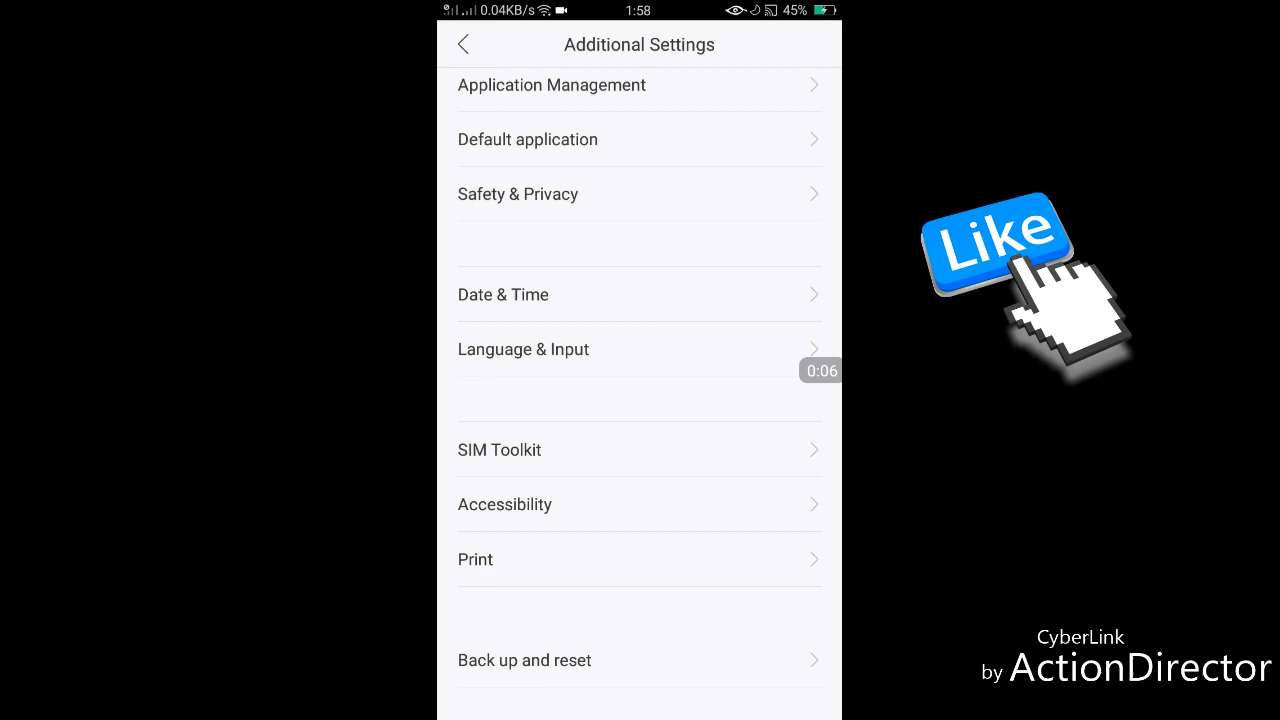 0.04KB/s 1:58 45%
Additional Settings
Application Management
Default application
Safety & Privacy
Like
Date & Time
Language & Input
0:06
SIM Toolkit
Accessibility
Print
Back up and reset
CyberLink
by ActionDirector